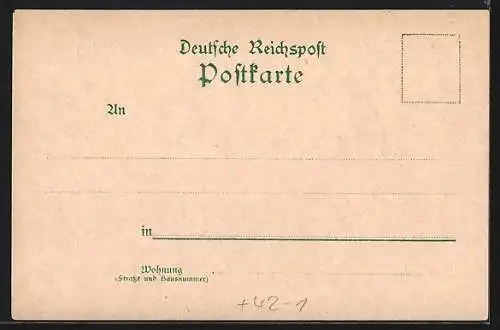 Deutsche Reichspost
Postkarte
An
in
Wohnung
(Straße und Hausnummer)
+42-1